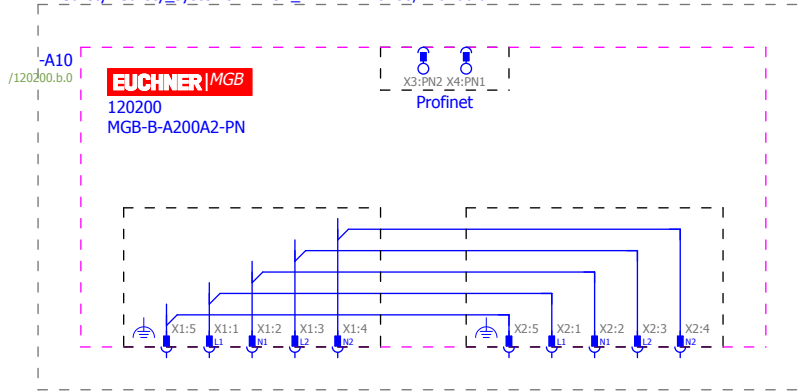 -A10
/120200.b.0
EUCHNER|MGB
120200
MGB-B-A200A2-PN
X3:PN2 X4:PN1
Profinet
X1:5 X1:1 X1:2 X1:3 X1:4 X2:5 X2:1 X2:2 X2:3 X2:4
L1 N1 L2 N2 L1 N1 L2 N2